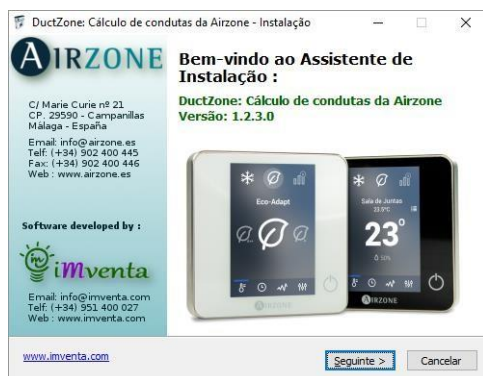 DuctZone: Cálculo de condutas da Airzone - Instalação
AIRZONE
C/ Marie Curie nº 21
CP. 29590 - Campanillas
Málaga - España
Email: info@airzone.es
Telf: (+34) 902 400 445
Fax: (+34) 902 400 446
Web : www.airzone.es
Software developed by :
iMventa
Email: info@imventa.com
Telf: (+34) 951 400 027
Web : www.imventa.com
Bem-vindo ao Assistente de
Instalação :
DuctZone: Cálculo de condutas da Airzone
Versão: 1.2.3.0
Eco-Adapt
AIRZONE
Sala de Juntas
23°
AIRZONE
www.imventa.com
Seguinte >
Cancelar